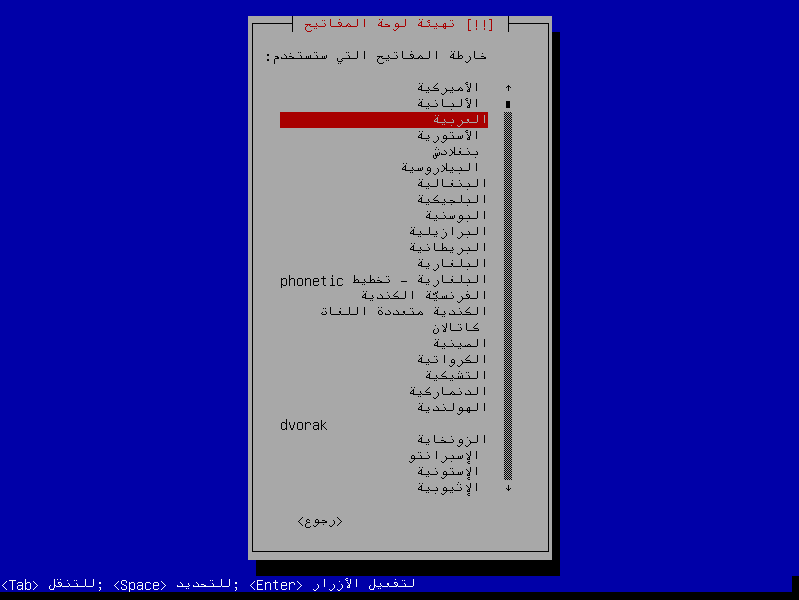 [!!] تهيئة لوحة المفاتيح
خارطة المفاتيح التي ستستخدم:
الأميركية
الألبانية
العربية
الأستورية
بنغلادش
البيلاروسية
البنغالية
البلجيكية
البوسنية
البرازيلية
البريطانية
البلغارية
البلغارية - تخطيط phonetic
الفرنسيّة الكندية
الكندية متعددة اللغات
كاتالان
الصينية
الكرواتية
التشيكية
الدنماركية
الهولندية
dvorak
الزونخاية
الإسبرانتو
الإستونية
الإثيوبية
<رجوع>
<Tab> للتنقل; <Space> للتحديد; <Enter> لتفعيل الأزرار